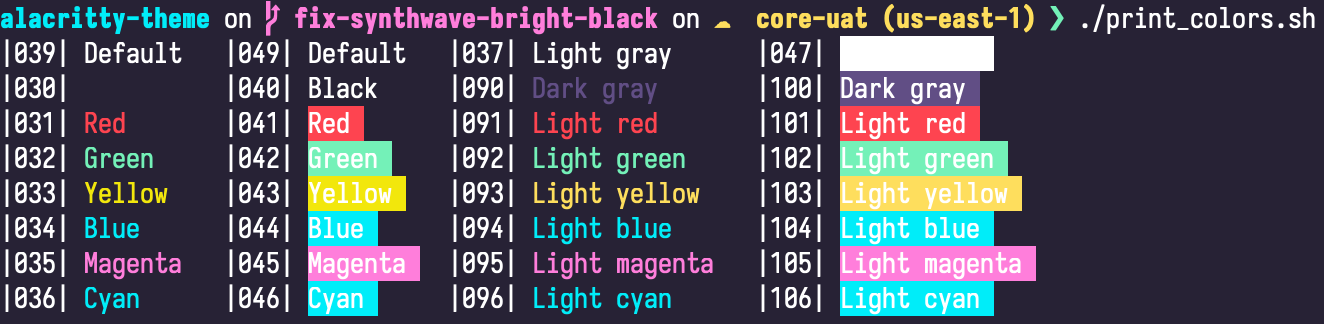 alacritty-theme on fix-synthwave-bright-black on ☁ core-uat (us-east-1) ❯ ./print_colors.sh
|039| Default |049| Default |037| Light gray |047|
|030| |040| Black |090| Dark gray |100| Dark gray
|031| Red |041| Red |091| Light red |101| Light red
|032| Green |042| Green |092| Light green |102| Light green
|033| Yellow |043| Yellow |093| Light yellow |103| Light yellow
|034| Blue |044| Blue |094| Light blue |104| Light blue
|035| Magenta |045| Magenta |095| Light magenta |105| Light magenta
|036| Cyan |046| Cyan |096| Light cyan |106| Light cyan